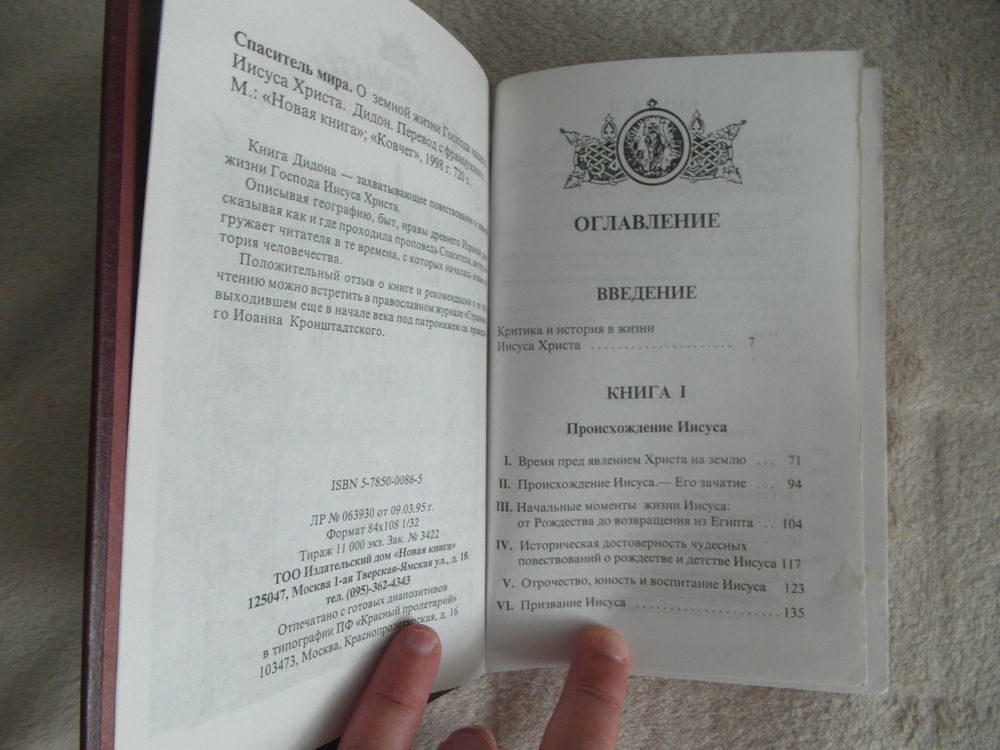 Спаситель мира. О земной жизни Господа нашего
Иисуса Христа. Дидон. Перевод с французского
М.: «Новая книга»; «Ковчег», 1998 г. 720 с.
Книга Дидона — захватывающее повествование о
жизни Господа Иисуса Христа.
Описывая географию, быт, нравы древнего Израиля,
сказывая как и где проходила проповедь Спасителя,
гружает читателя в те времена, с которых началась
тория человечества.
Положительный отзыв о книге и рекомендации к
чтению можно встретить в православном журнале
выходившем еще в начале века под патронажем св.
го Иоанна Кронштадтского.
ISBN 5-7850-0086-5
ЛР № 063930 от 09.03.95 г.
Формат 84x108 1/32
Тираж 11 000 экз. Зак. № 3422
ТОО Издательский дом «Новая книга»
125047, Москва 1-ая Тверская-Ямская ул., д. 18.
тел. (095)-362-4343
Отпечатано с готовых диапозитивов
в типографии ПФ «Красный пролетарий»
103473, Москва, Краснопролетарская, д. 16
ОГЛАВЛЕНИЕ
ВВЕДЕНИЕ
Критика и история в жизни
Иисуса Христа . . . . . . . . . . . . . . . . . . . . 7
КНИГА I
Происхождение Иисуса
I. Время пред явлением Христа на землю . . . 71
II. Происхождение Иисуса.— Его зачатие . . . 94
III. Начальные моменты жизни Иисуса:
от Рождества до возвращения из Египта . . 104
IV. Историческая достоверность чудесных
повествований о рождестве и детстве Иисуса 117
V. Отрочество, юность и воспитание Иисуса 123
VI. Призвание Иисуса . . . . . . . . . . . . . . . . . . . . 135